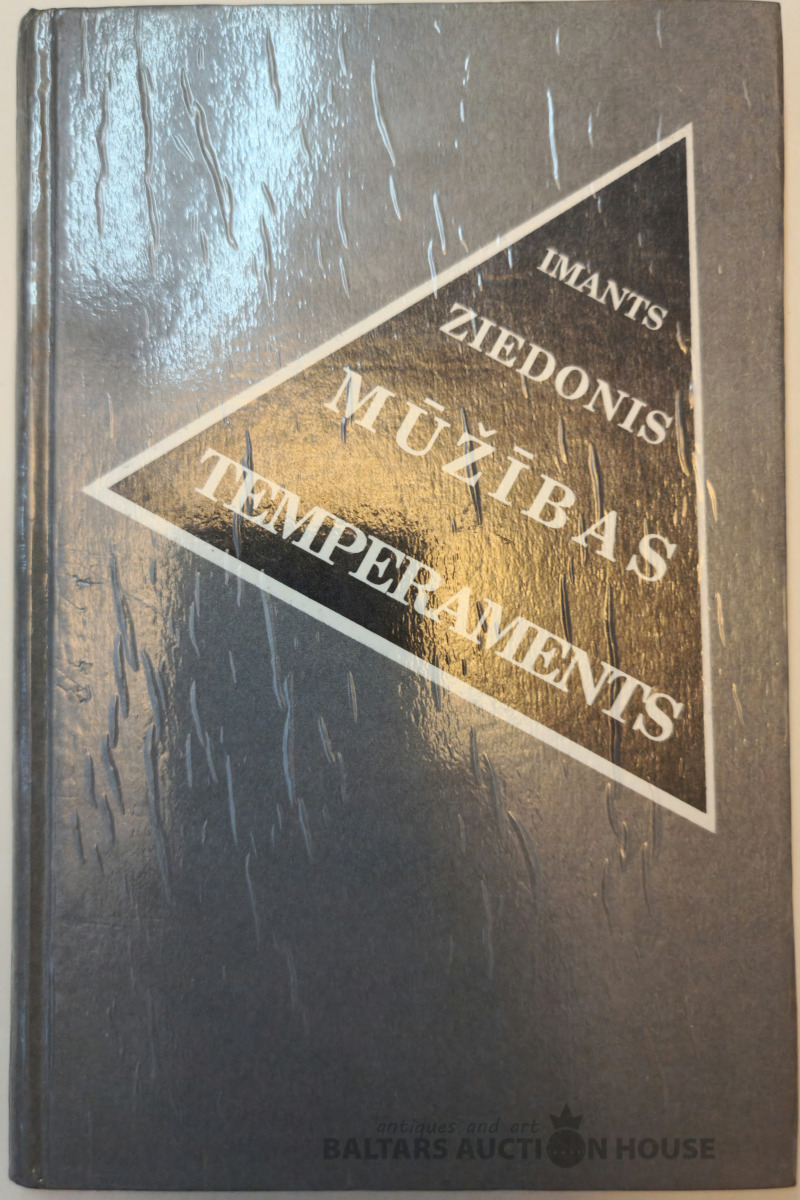 IMANTS
ZIEDONIS
MŪŽĪBAS
TEMPERAMENTS
antiques and art
BALTARS AUCTION HOUSE